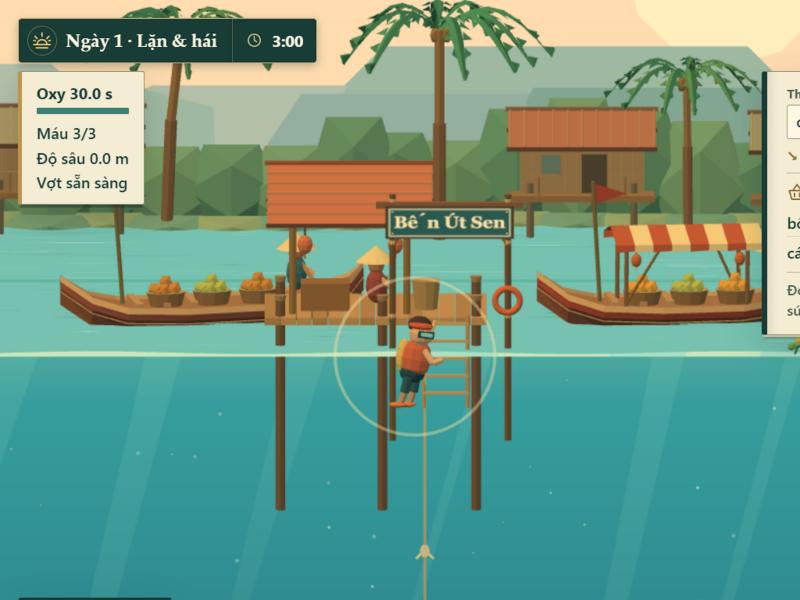 Ngày 1 · Lặn & hái
3:00
Oxy 30.0 s
Máu 3/3
Độ sâu 0.0 m
Vợt sẵn sàng
Bê´n Út Sen
Th